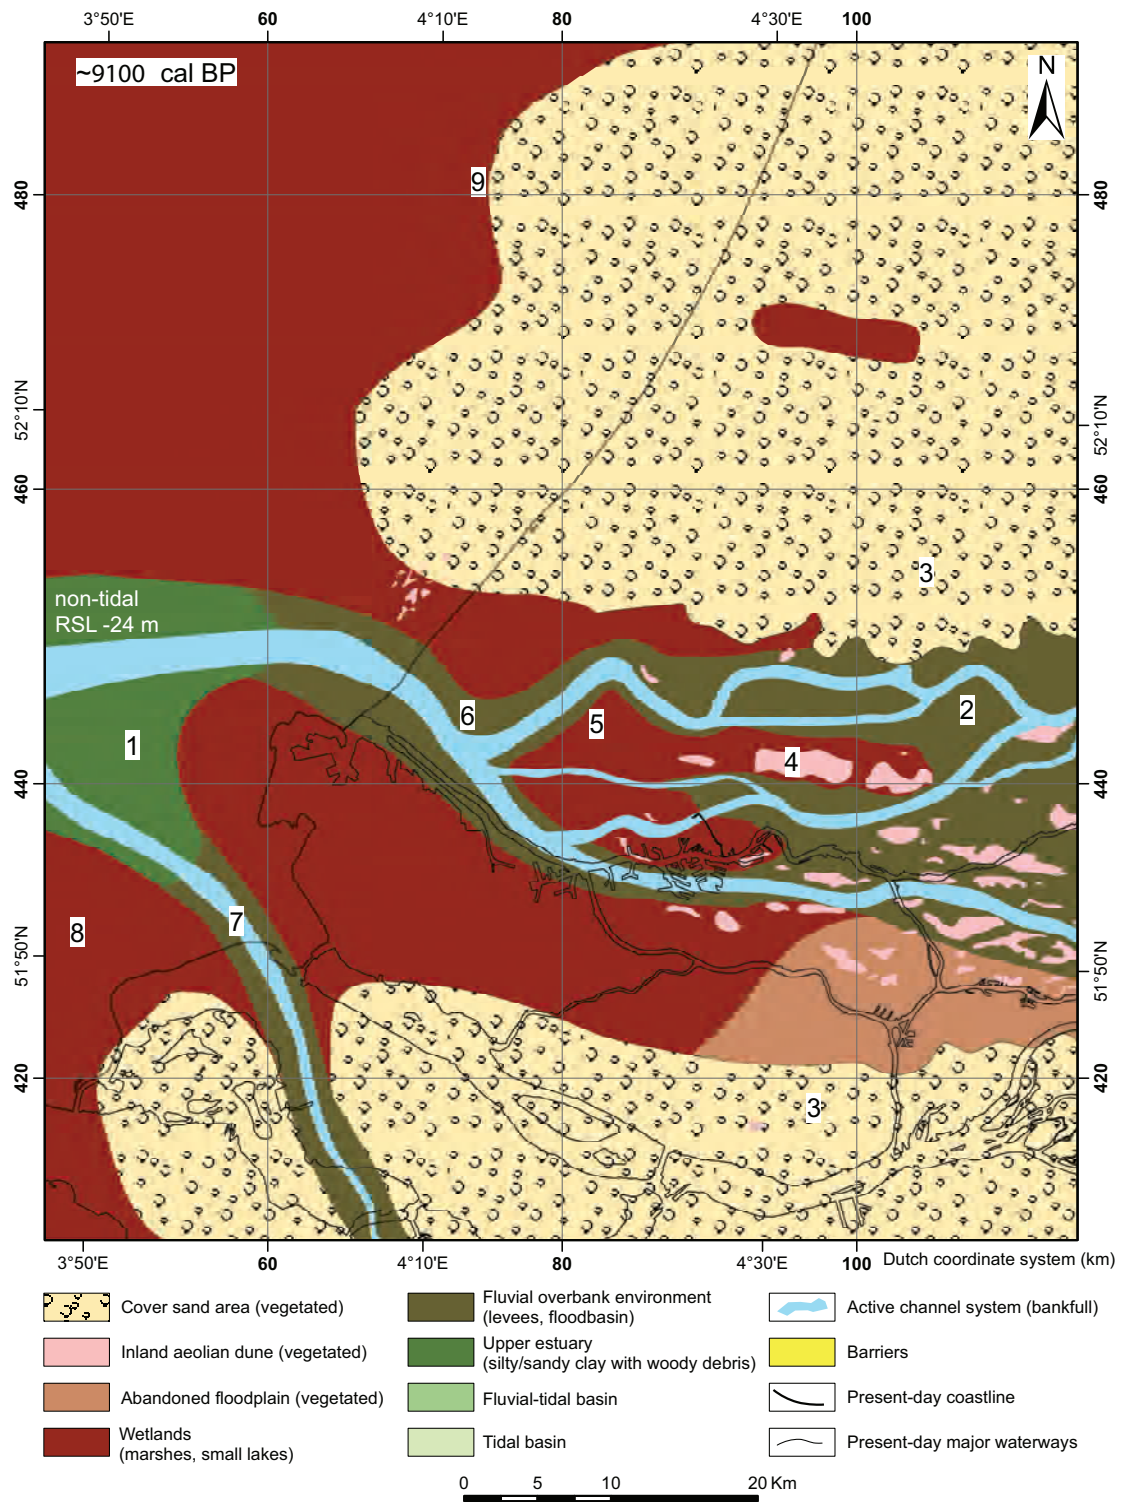 3°50'E 60 4°10'E 80 4°30'E 100
~9100 cal BP
N
9
480 480
52°10'N 52°10'N
460 460
3
non-tidal
RSL -24 m
2
6 5
1
4
440 440
7
8
51°50'N 51°50'N
420 420
3
3°50'E 60 4°10'E 80 4°30'E 100 Dutch coordinate system (km)
Cover sand area (vegetated)
Inland aeolian dune (vegetated)
Abandoned floodplain (vegetated)
Wetlands
(marshes, small lakes)
Fluvial overbank environment
(levees, floodbasin)
Upper estuary
(silty/sandy clay with woody debris)
Fluvial-tidal basin
Tidal basin
Active channel system (bankfull)
Barriers
Present-day coastline
Present-day major waterways
0 5 10 20 Km